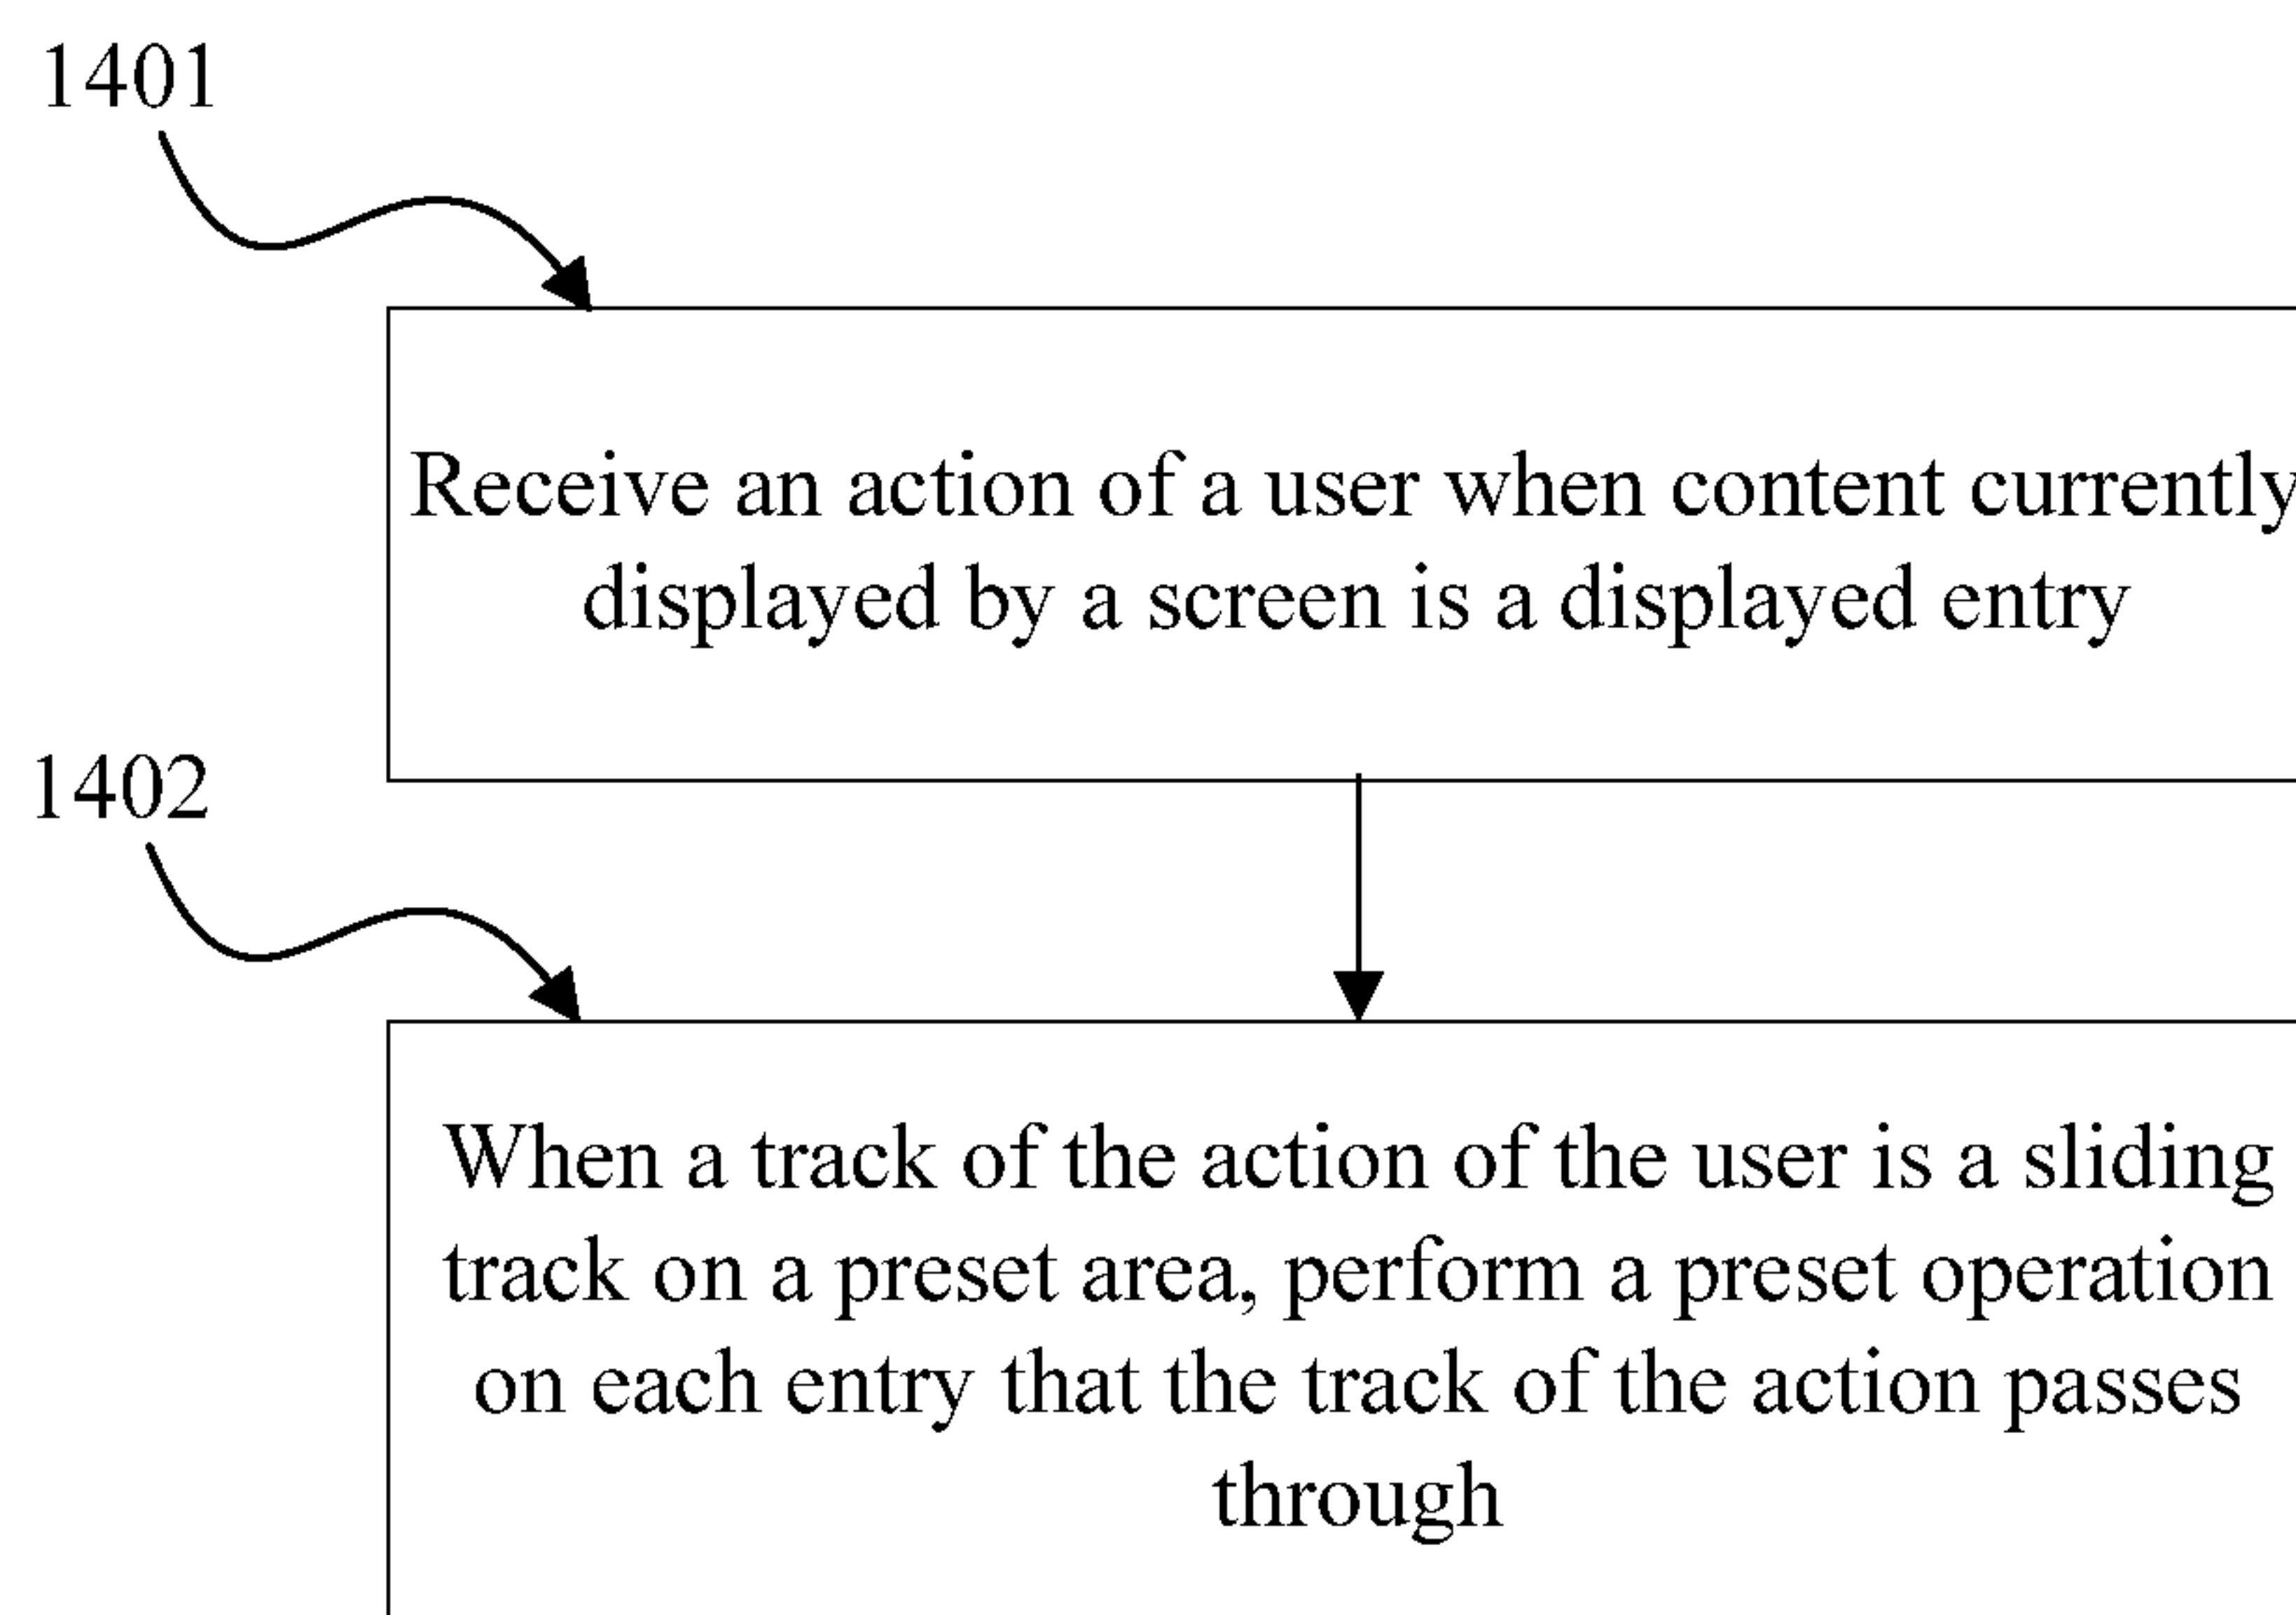 1401
Receive an action of a user when content currently
displayed by a screen is a displayed entry
1402
When a track of the action of the user is a sliding
track on a preset area, perform a preset operation
on each entry that the track of the action passes
through